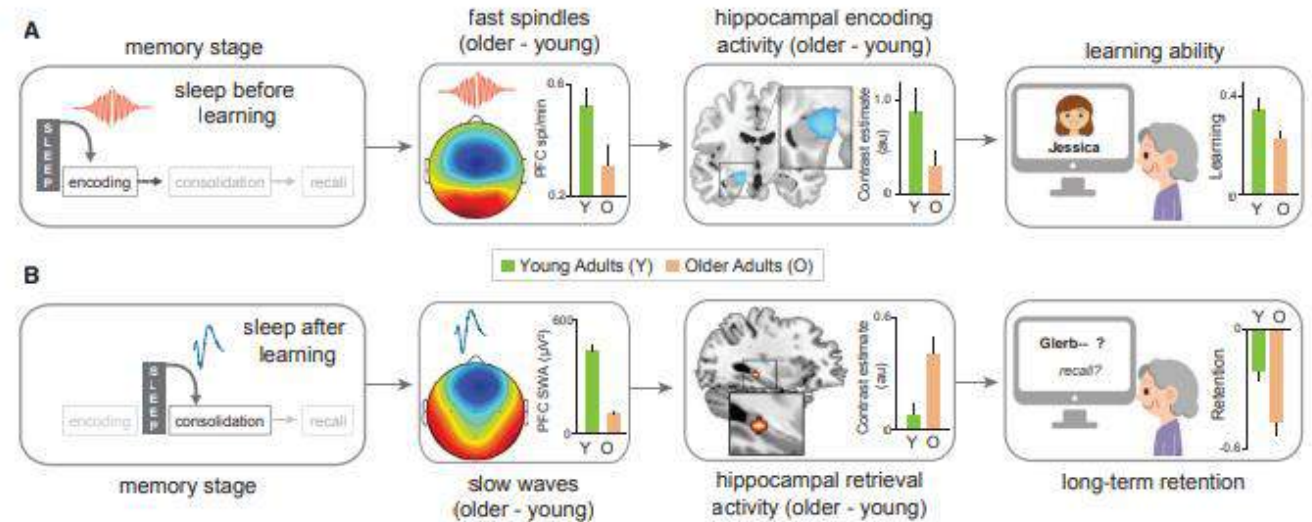 A
memory stage
sleep before
learning
SLEEP
encoding
consolidation
recall
fast spindles
(older - young)
PFC spi/min
0.6
0.2
Y O
hippocampal encoding
activity (older - young)
Contrast estimate
(au)
1.0
0
Y O
learning ability
Jessica
Learning
0.4
0
Y O
Young Adults (Y)
Older Adults (O)
B
sleep after
learning
SLEEP
encoding
consolidation
recall
memory stage
PFC SWA (µV²)
600
0
Y O
slow waves
(older - young)
Contrast estimate
(au)
0.6
0
Y O
hippocampal retrieval
activity (older - young)
Glerb-- ?
recall?
Y O
0
Retention
-0.6
long-term retention